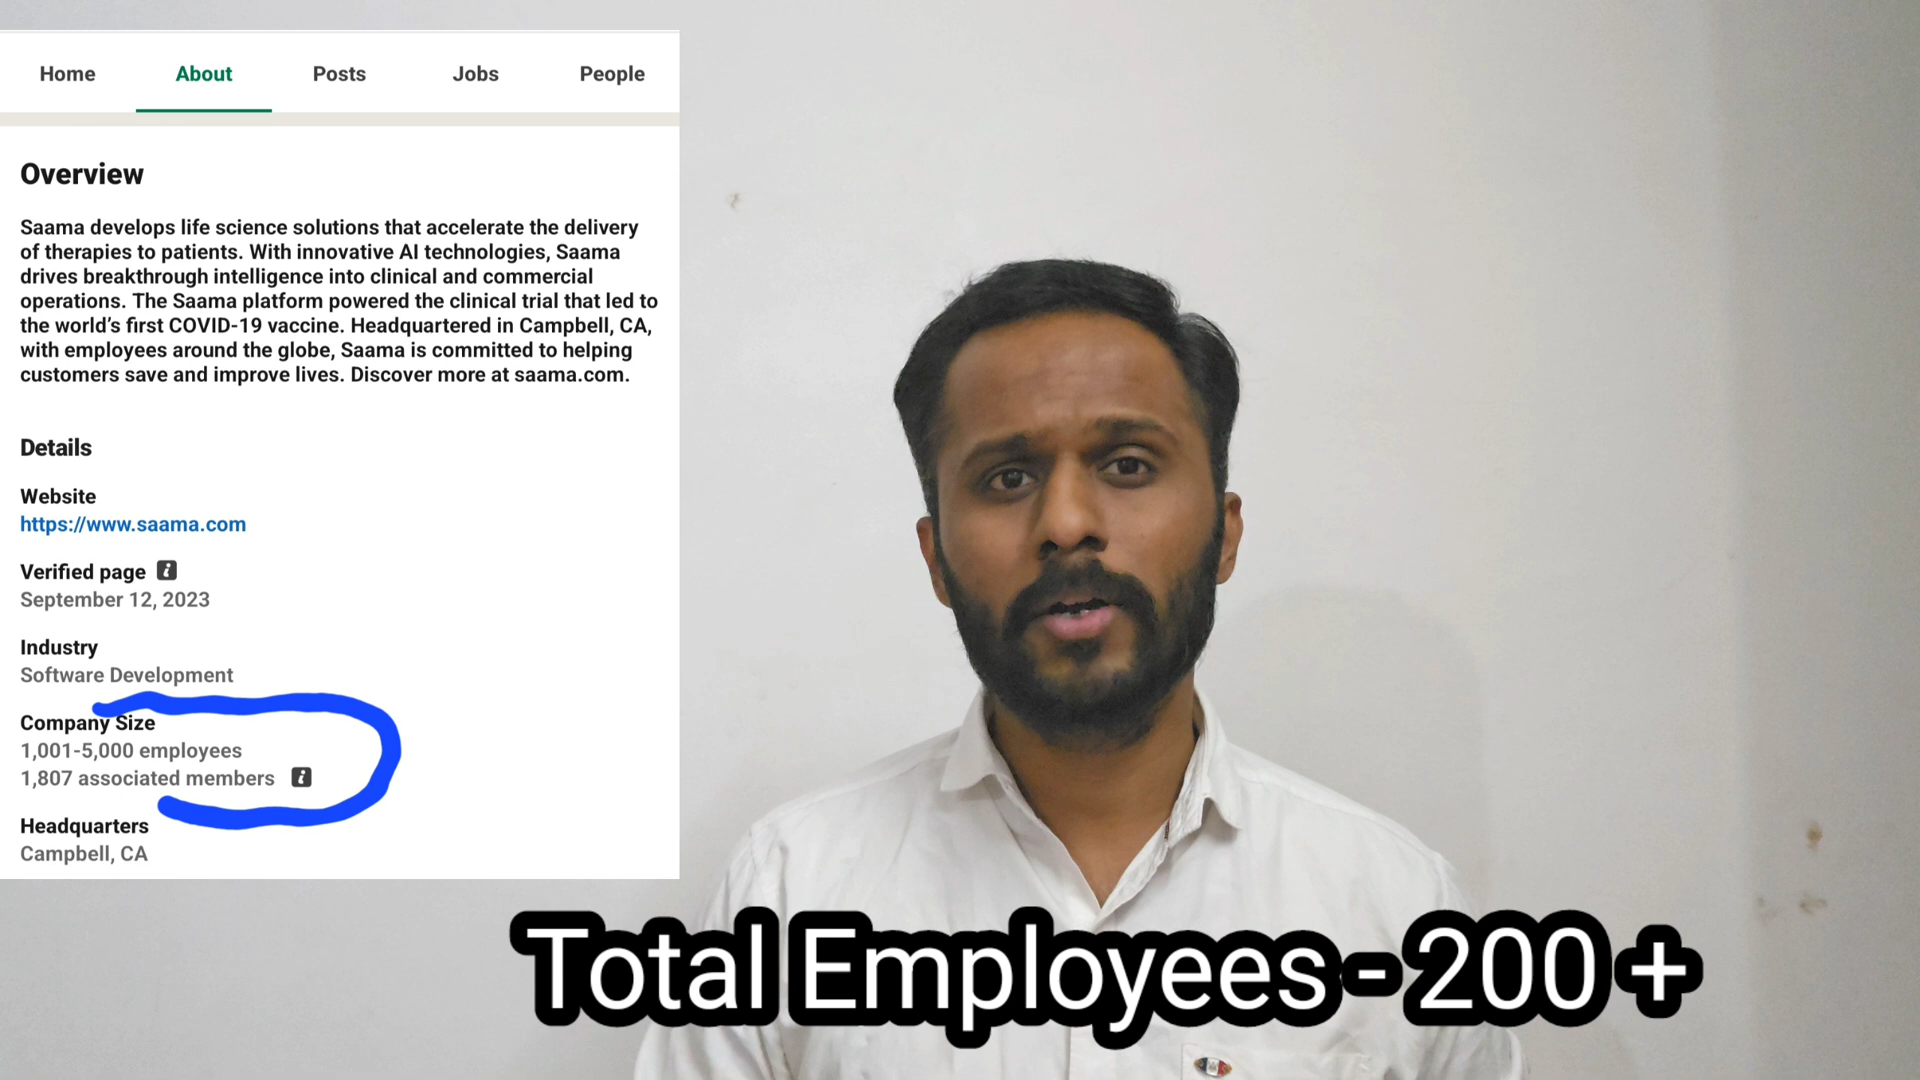 Home About Posts Jobs People
Overview
Saama develops life science solutions that accelerate the delivery
of therapies to patients. With innovative AI technologies, Saama
drives breakthrough intelligence into clinical and commercial
operations. The Saama platform powered the clinical trial that led to
the world's first COVID-19 vaccine. Headquartered in Campbell, CA,
with employees around the globe, Saama is committed to helping
customers save and improve lives. Discover more at saama.com.
Details
Website
https://www.saama.com
Verified page
September 12, 2023
Industry
Software Development
Company Size
1,001-5,000 employees
1,807 associated members
Headquarters
Campbell, CA
Total Employees - 200 +